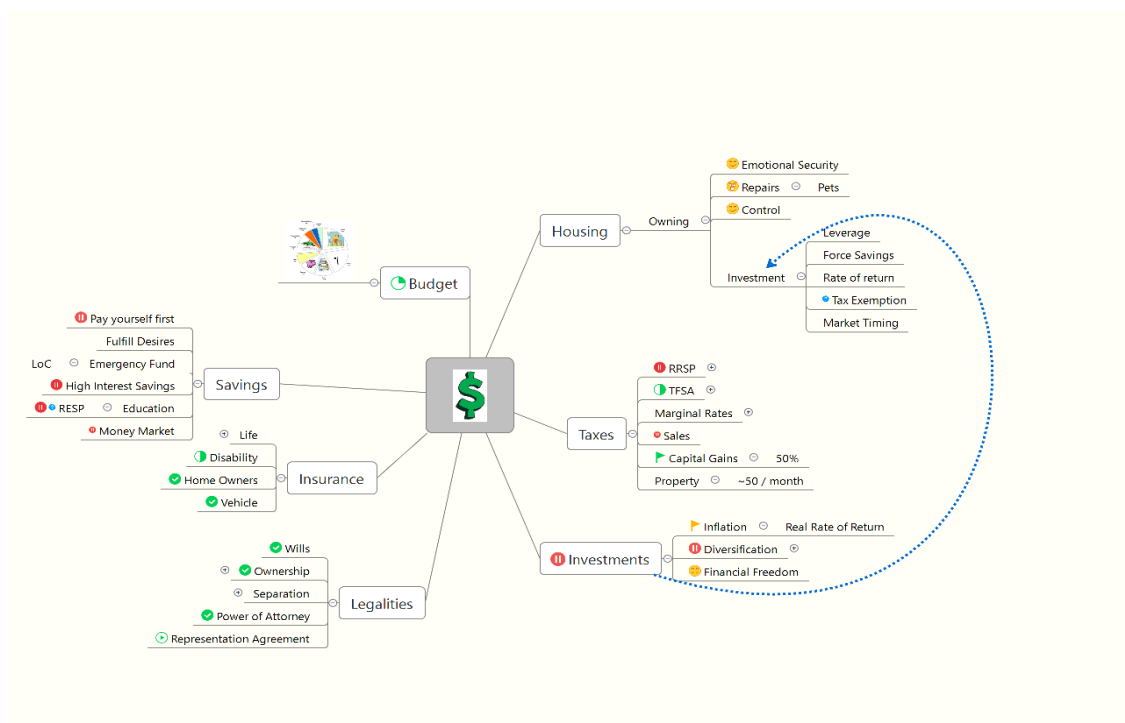 Budget
Savings
Pay yourself first
Fulfill Desires
Emergency Fund
LoC
High Interest Savings
Education
RESP
Money Market
Insurance
Life
Disability
Home Owners
Vehicle
Legalities
Wills
Ownership
Separation
Power of Attorney
Representation Agreement
$
Housing
Owning
Emotional Security
Repairs
Pets
Control
Investment
Leverage
Force Savings
Rate of return
Tax Exemption
Market Timing
Taxes
RRSP
TFSA
Marginal Rates
Sales
Capital Gains
50%
Property
~50 / month
Investments
Inflation
Real Rate of Return
Diversification
Financial Freedom